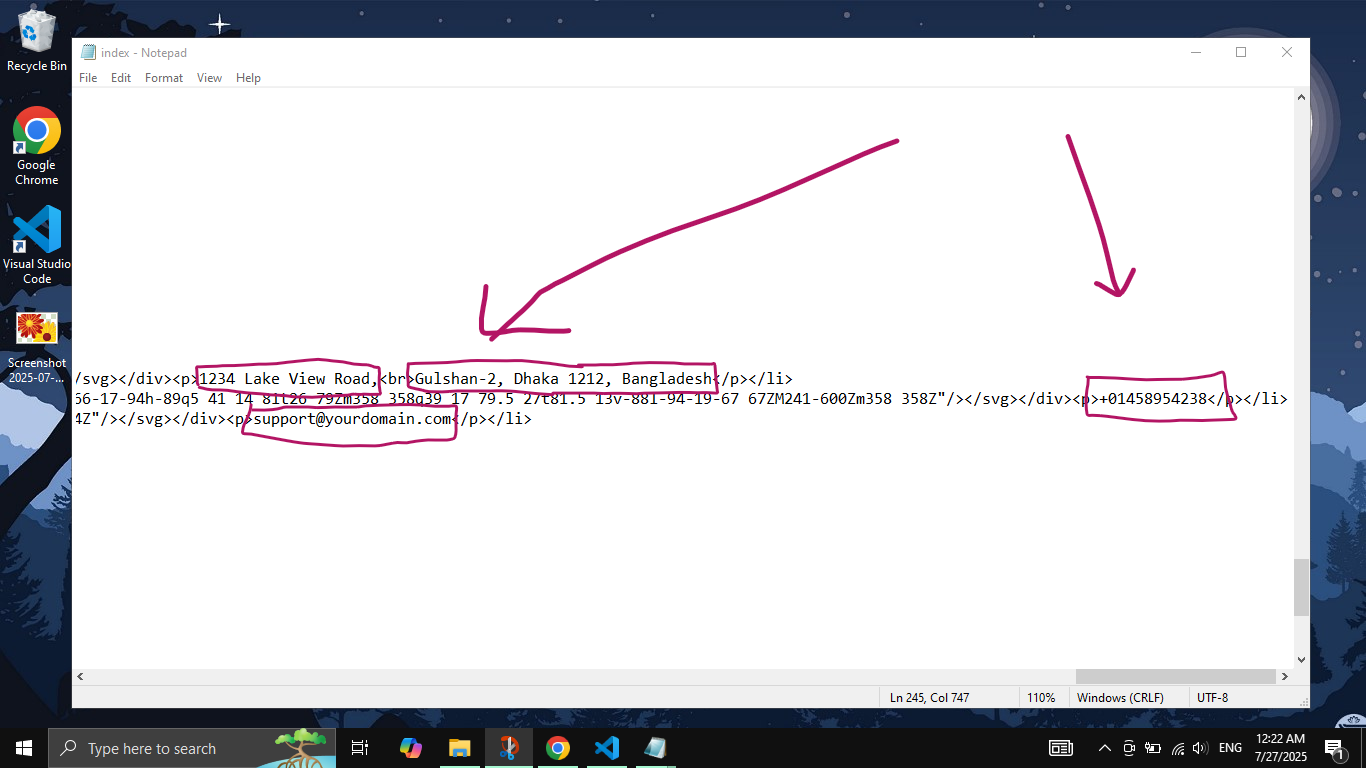 Recycle Bin
Google
Chrome
Visual Studio
Code
Screenshot
2025-07-...
index - Notepad
File Edit Format View Help
/svg></div><p>1234 Lake View Road,<br>Gulshan-2, Dhaka 1212, Bangladesh</p></li>
66-17-94h-89q5 41 14 81t26 79Zm358 358q39 17 79.5 27t81.5 13v-88l-94-19-67 67ZM241-600Zm358 358Z"/></svg></div><p>+01458954238</p></li>
4Z"/></svg></div><p>support@yourdomain.com</p></li>
Ln 245, Col 747 110% Windows (CRLF) UTF-8
Type here to search
ENG
12:22 AM
7/27/2025
1